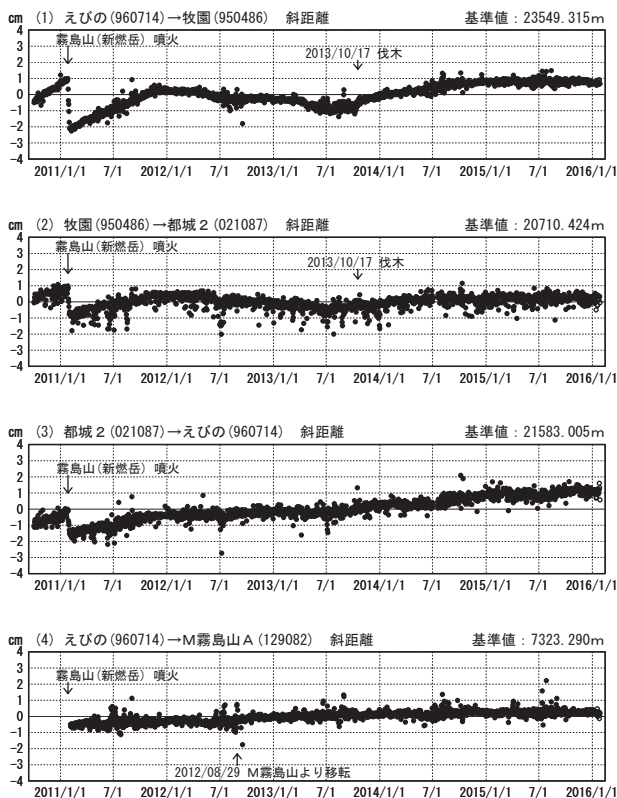 (1) えびの(960714)→牧園(950486) 斜距離 基準値：23549.315m
cm
4
3
2
1
0
-1
-2
-3
-4
霧島山(新燃岳) 噴火
2013/10/17 伐木
2011/1/1 7/1 2012/1/1 7/1 2013/1/1 7/1 2014/1/1 7/1 2015/1/1 7/1 2016/1/1
(2) 牧園(950486)→都城２(021087) 斜距離 基準値：20710.424m
cm
4
3
2
1
0
-1
-2
-3
-4
霧島山(新燃岳) 噴火
2013/10/17 伐木
2011/1/1 7/1 2012/1/1 7/1 2013/1/1 7/1 2014/1/1 7/1 2015/1/1 7/1 2016/1/1
(3) 都城２(021087)→えびの(960714) 斜距離 基準値：21583.005m
cm
4
3
2
1
0
-1
-2
-3
-4
霧島山(新燃岳) 噴火
2011/1/1 7/1 2012/1/1 7/1 2013/1/1 7/1 2014/1/1 7/1 2015/1/1 7/1 2016/1/1
(4) えびの(960714)→Ｍ霧島山Ａ(129082) 斜距離 基準値：7323.290m
cm
4
3
2
1
0
-1
-2
-3
-4
霧島山(新燃岳) 噴火
2012/08/29 Ｍ霧島山より移転
2011/1/1 7/1 2012/1/1 7/1 2013/1/1 7/1 2014/1/1 7/1 2015/1/1 7/1 2016/1/1